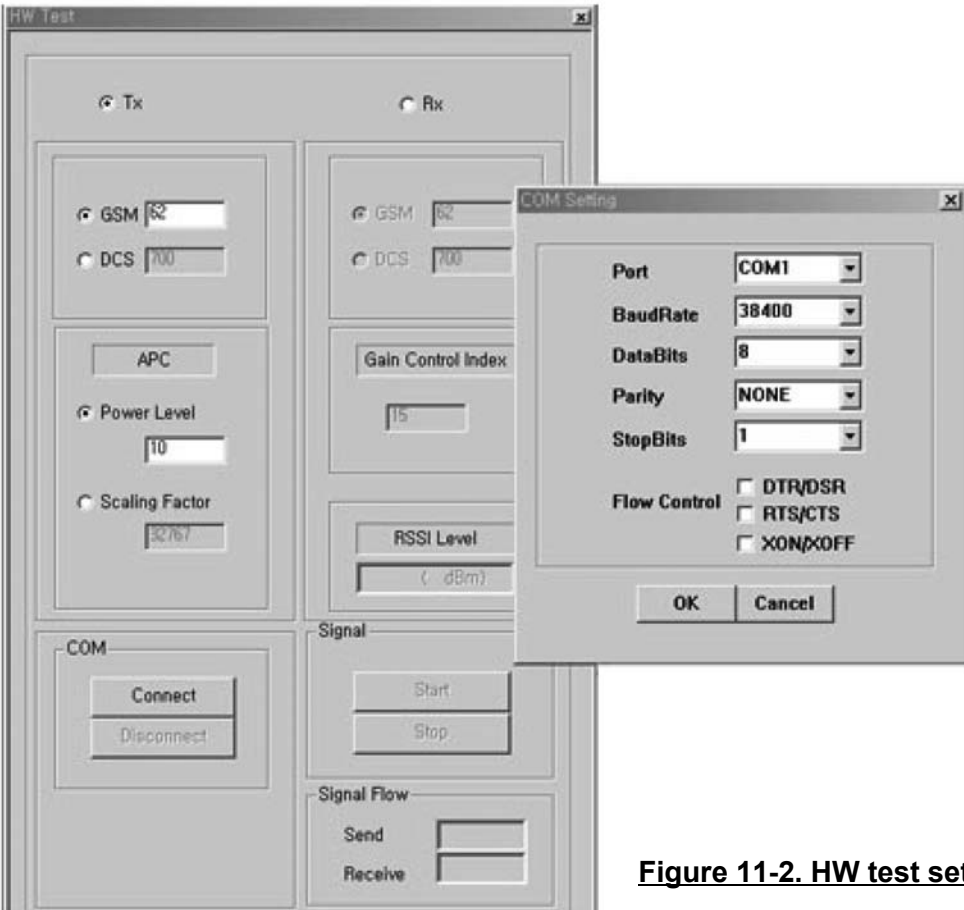 HW Test
Tx
Rx
GSM 62
DCS 700
GSM 62
DCS 700
APC
Power Level
10
Scaling Factor
32767
Gain Control Index
15
RSSI Level
( dBm)
COM
Connect
Disconnect
Signal
Start
Stop
Signal Flow
Send
Receive
COM Setting
Port COM1
BaudRate 38400
DataBits 8
Parity NONE
StopBits 1
Flow Control
DTR/DSR
RTS/CTS
XON/XOFF
OK Cancel
Figure 11-2. HW test set